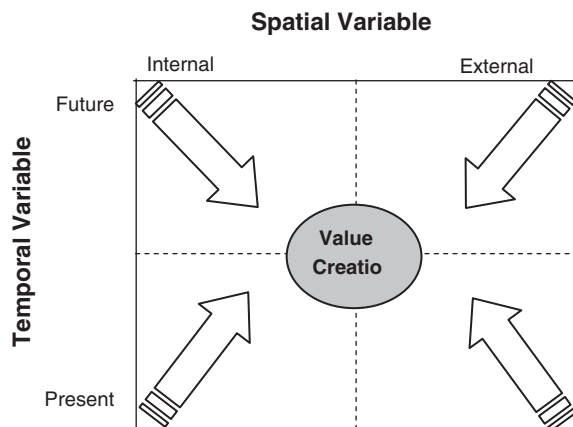 Spatial Variable
Internal External
Future
Temporal Variable
Value
Creatio
Present